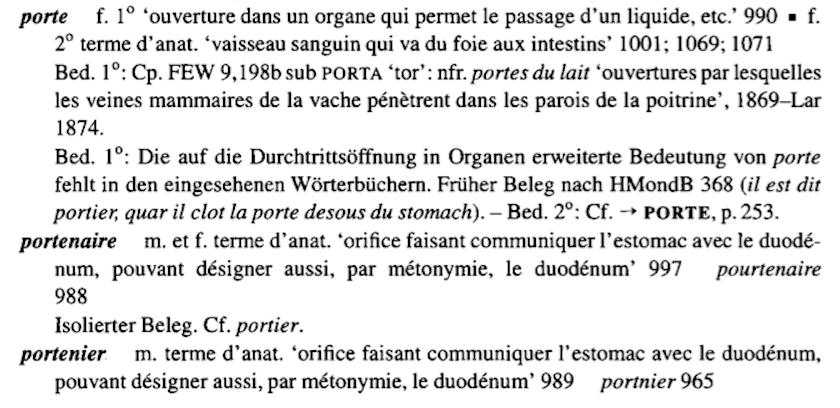 porte f. 1° ‘ouverture dans un organe qui permet le passage d’un liquide, etc.’ 990 ▪ f.
2° terme d’anat. ‘vaisseau sanguin qui va du foie aux intestins’ 1001; 1069; 1071
Bed. 1°: Cp. FEW 9,198b sub PORTA ‘tor’: nfr. portes du lait ‘ouvertures par lesquelles
les veines mammaires de la vache pénètrent dans les parois de la poitrine’, 1869–Lar
1874.
Bed. 1°: Die auf die Durchtrittsöffnung in Organen erweiterte Bedeutung von porte
fehlt in den eingesehenen Wörterbüchern. Früher Beleg nach HMondB 368 (il est dit
portier, quar il clot la porte desous du stomach). – Bed. 2°: Cf. → PORTE, p. 253.
portenaire m. et f. terme d’anat. ‘orifice faisant communiquer l’estomac avec le duodé-
num, pouvant désigner aussi, par métonymie, le duodénum’ 997 pourtenaire
988
Isolierter Beleg. Cf. portier.
portenier m. terme d’anat. ‘orifice faisant communiquer l’estomac avec le duodénum,
pouvant désigner aussi, par métonymie, le duodénum’ 989 portnier 965